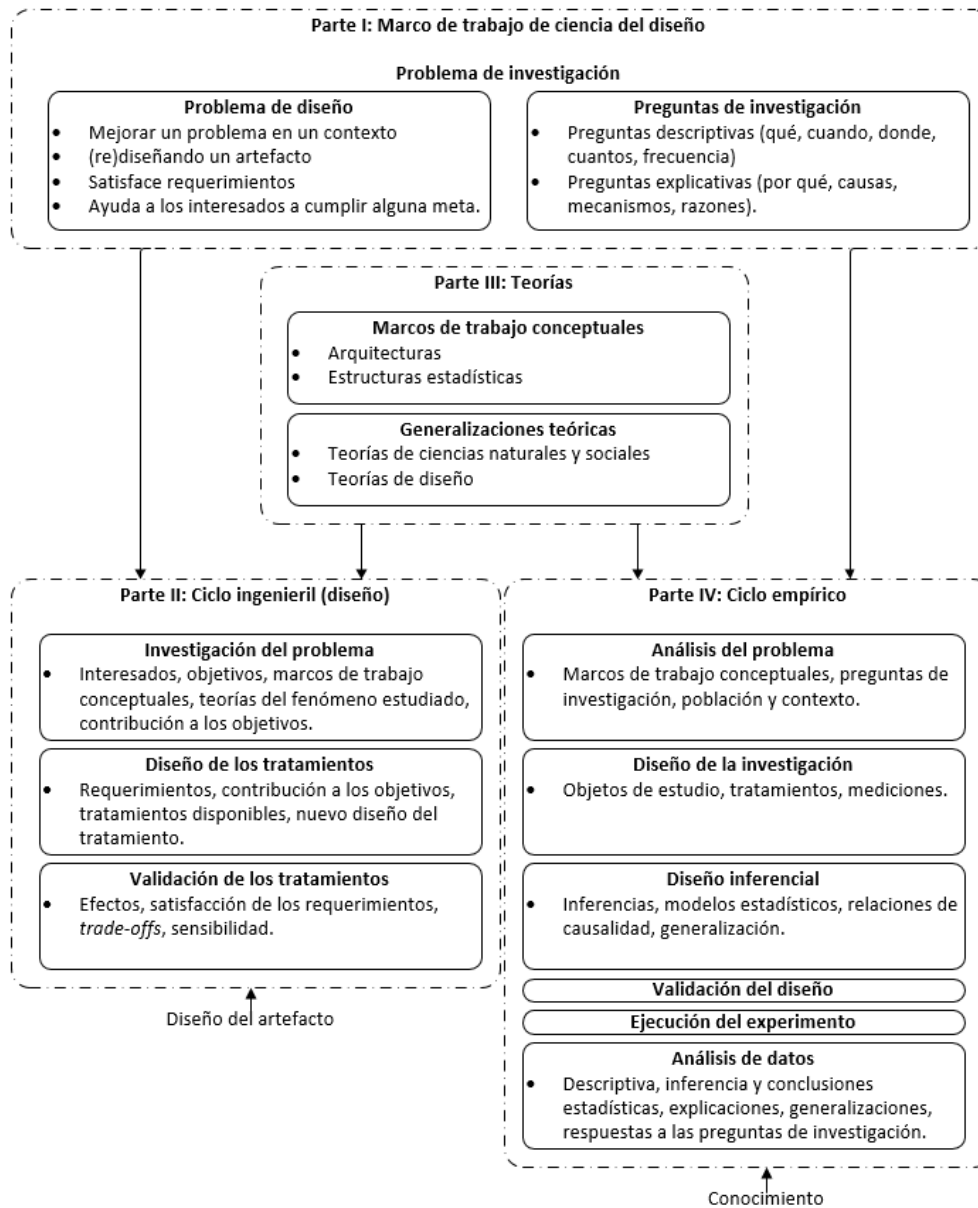 Parte I: Marco de trabajo de ciencia del diseño
Problema de investigación
Problema de diseño
• Mejorar un problema en un contexto
• (re)diseñando un artefacto
• Satisface requerimientos
• Ayuda a los interesados a cumplir alguna meta.
Preguntas de investigación
• Preguntas descriptivas (qué, cuando, donde,
cuantos, frecuencia)
• Preguntas explicativas (por qué, causas,
mecanismos, razones).
Parte III: Teorías
Marcos de trabajo conceptuales
• Arquitecturas
• Estructuras estadísticas
Generalizaciones teóricas
• Teorías de ciencias naturales y sociales
• Teorías de diseño
Parte II: Ciclo ingenieril (diseño)
Investigación del problema
• Interesados, objetivos, marcos de trabajo
conceptuales, teorías del fenómeno estudiado,
contribución a los objetivos.
Diseño de los tratamientos
• Requerimientos, contribución a los objetivos,
tratamientos disponibles, nuevo diseño del
tratamiento.
Validación de los tratamientos
• Efectos, satisfacción de los requerimientos,
trade-offs, sensibilidad.
Diseño del artefacto
Parte IV: Ciclo empírico
Análisis del problema
• Marcos de trabajo conceptuales, preguntas de
investigación, población y contexto.
Diseño de la investigación
• Objetos de estudio, tratamientos, mediciones.
Diseño inferencial
• Inferencias, modelos estadísticos, relaciones de
causalidad, generalización.
Validación del diseño
Ejecución del experimento
Análisis de datos
• Descriptiva, inferencia y conclusiones
estadísticas, explicaciones, generalizaciones,
respuestas a las preguntas de investigación.
Conocimiento